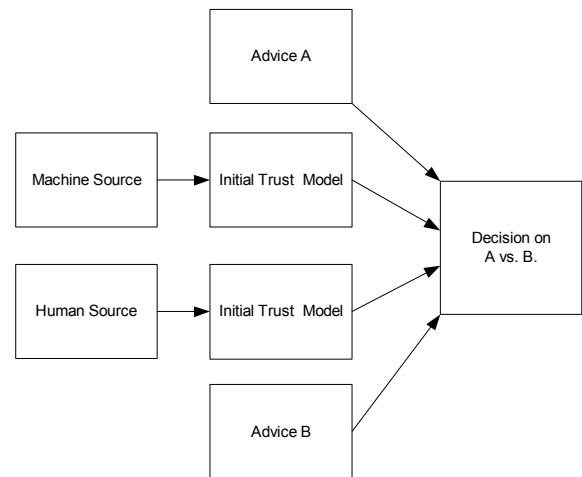 Advice A
Machine Source
Initial Trust Model
Decision on
A vs. B.
Human Source
Initial Trust Model
Advice B